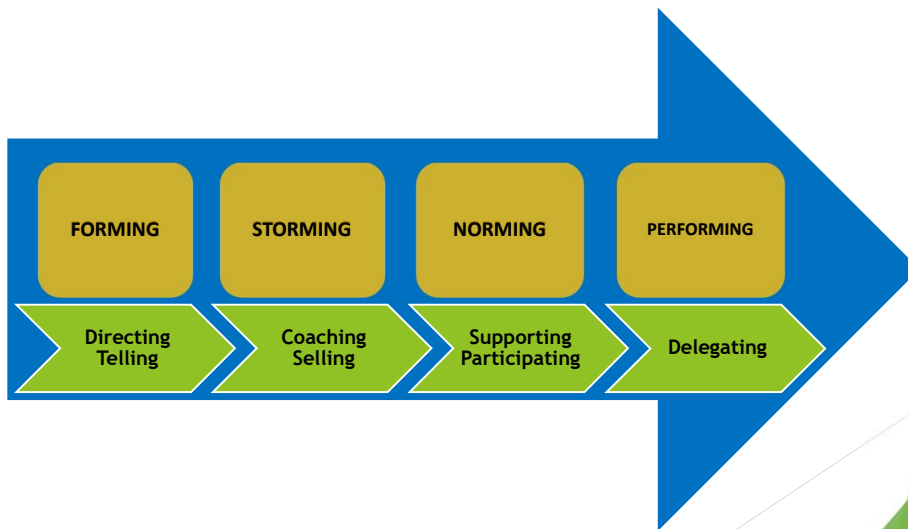 FORMING
STORMING
NORMING
PERFORMING
Directing
Telling
Coaching
Selling
Supporting
Participating
Delegating